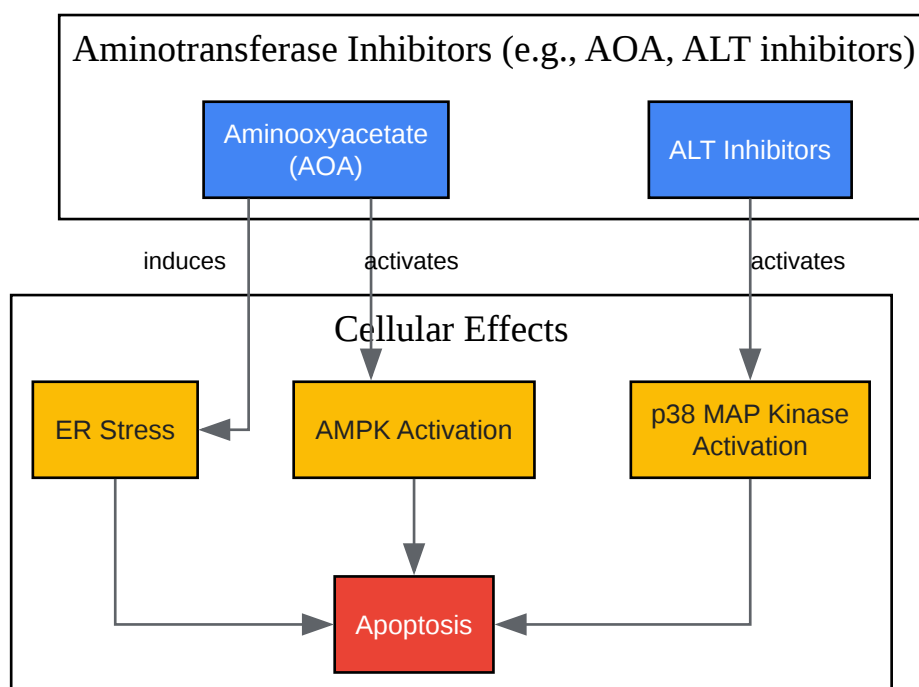 Aminotransferase Inhibitors (e.g., AOA, ALT inhibitors)
Aminooxyacetate
(AOA)
ALT Inhibitors
induces
activates
activates
Cellular Effects
ER Stress
AMPK Activation
p38 MAP Kinase
Activation
Apoptosis